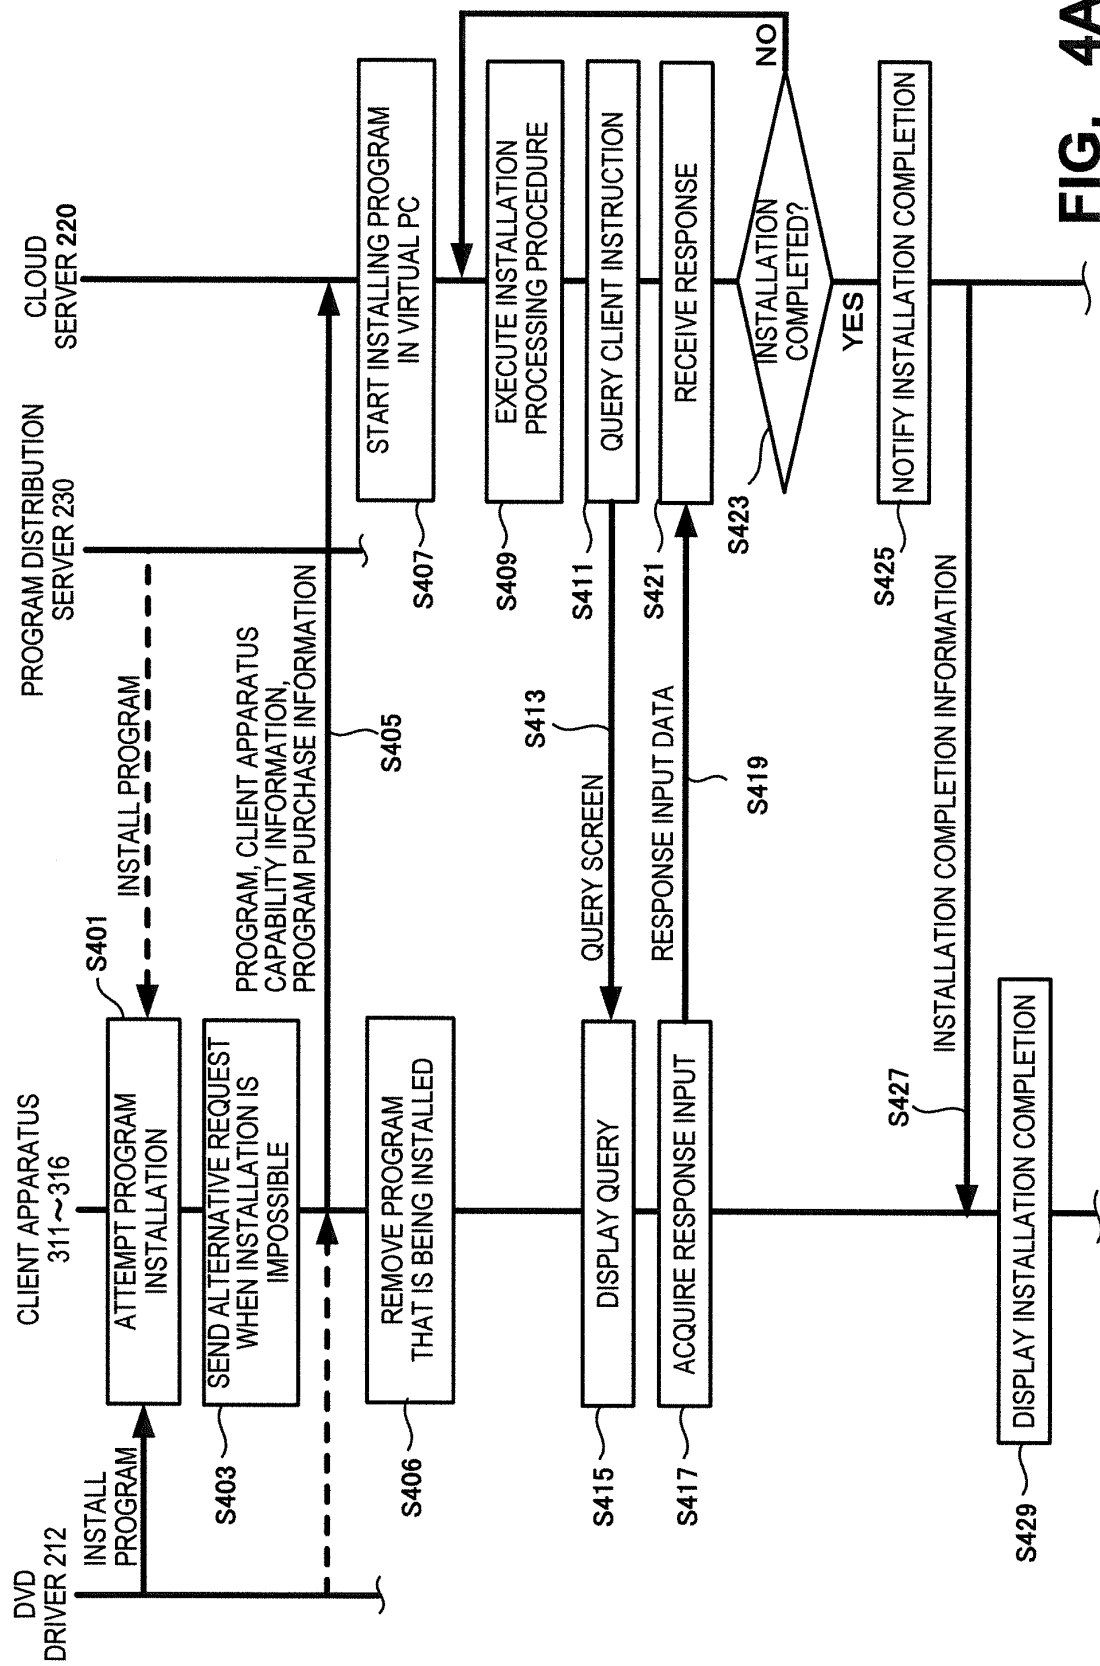 DVD
DRIVER 212
CLIENT APPARATUS
311~316
PROGRAM DISTRIBUTION
SERVER 230
CLOUD
SERVER 220
INSTALL
PROGRAM
ATTEMPT PROGRAM
INSTALLATION
S401
INSTALL PROGRAM
SEND ALTERNATIVE REQUEST
WHEN INSTALLATION IS
IMPOSSIBLE
S403
PROGRAM, CLIENT APPARATUS
CAPABILITY INFORMATION,
PROGRAM PURCHASE INFORMATION
S405
REMOVE PROGRAM
THAT IS BEING INSTALLED
S406
START INSTALLING PROGRAM
IN VIRTUAL PC
S407
EXECUTE INSTALLATION
PROCESSING PROCEDURE
S409
QUERY CLIENT INSTRUCTION
S411
QUERY SCREEN
S413
DISPLAY QUERY
S415
ACQUIRE RESPONSE INPUT
S417
RESPONSE INPUT DATA
S419
RECEIVE RESPONSE
S421
INSTALLATION
COMPLETED?
S423
NO
YES
NOTIFY INSTALLATION COMPLETION
S425
INSTALLATION COMPLETION INFORMATION
S427
DISPLAY INSTALLATION COMPLETION
S429
FIG. 4A